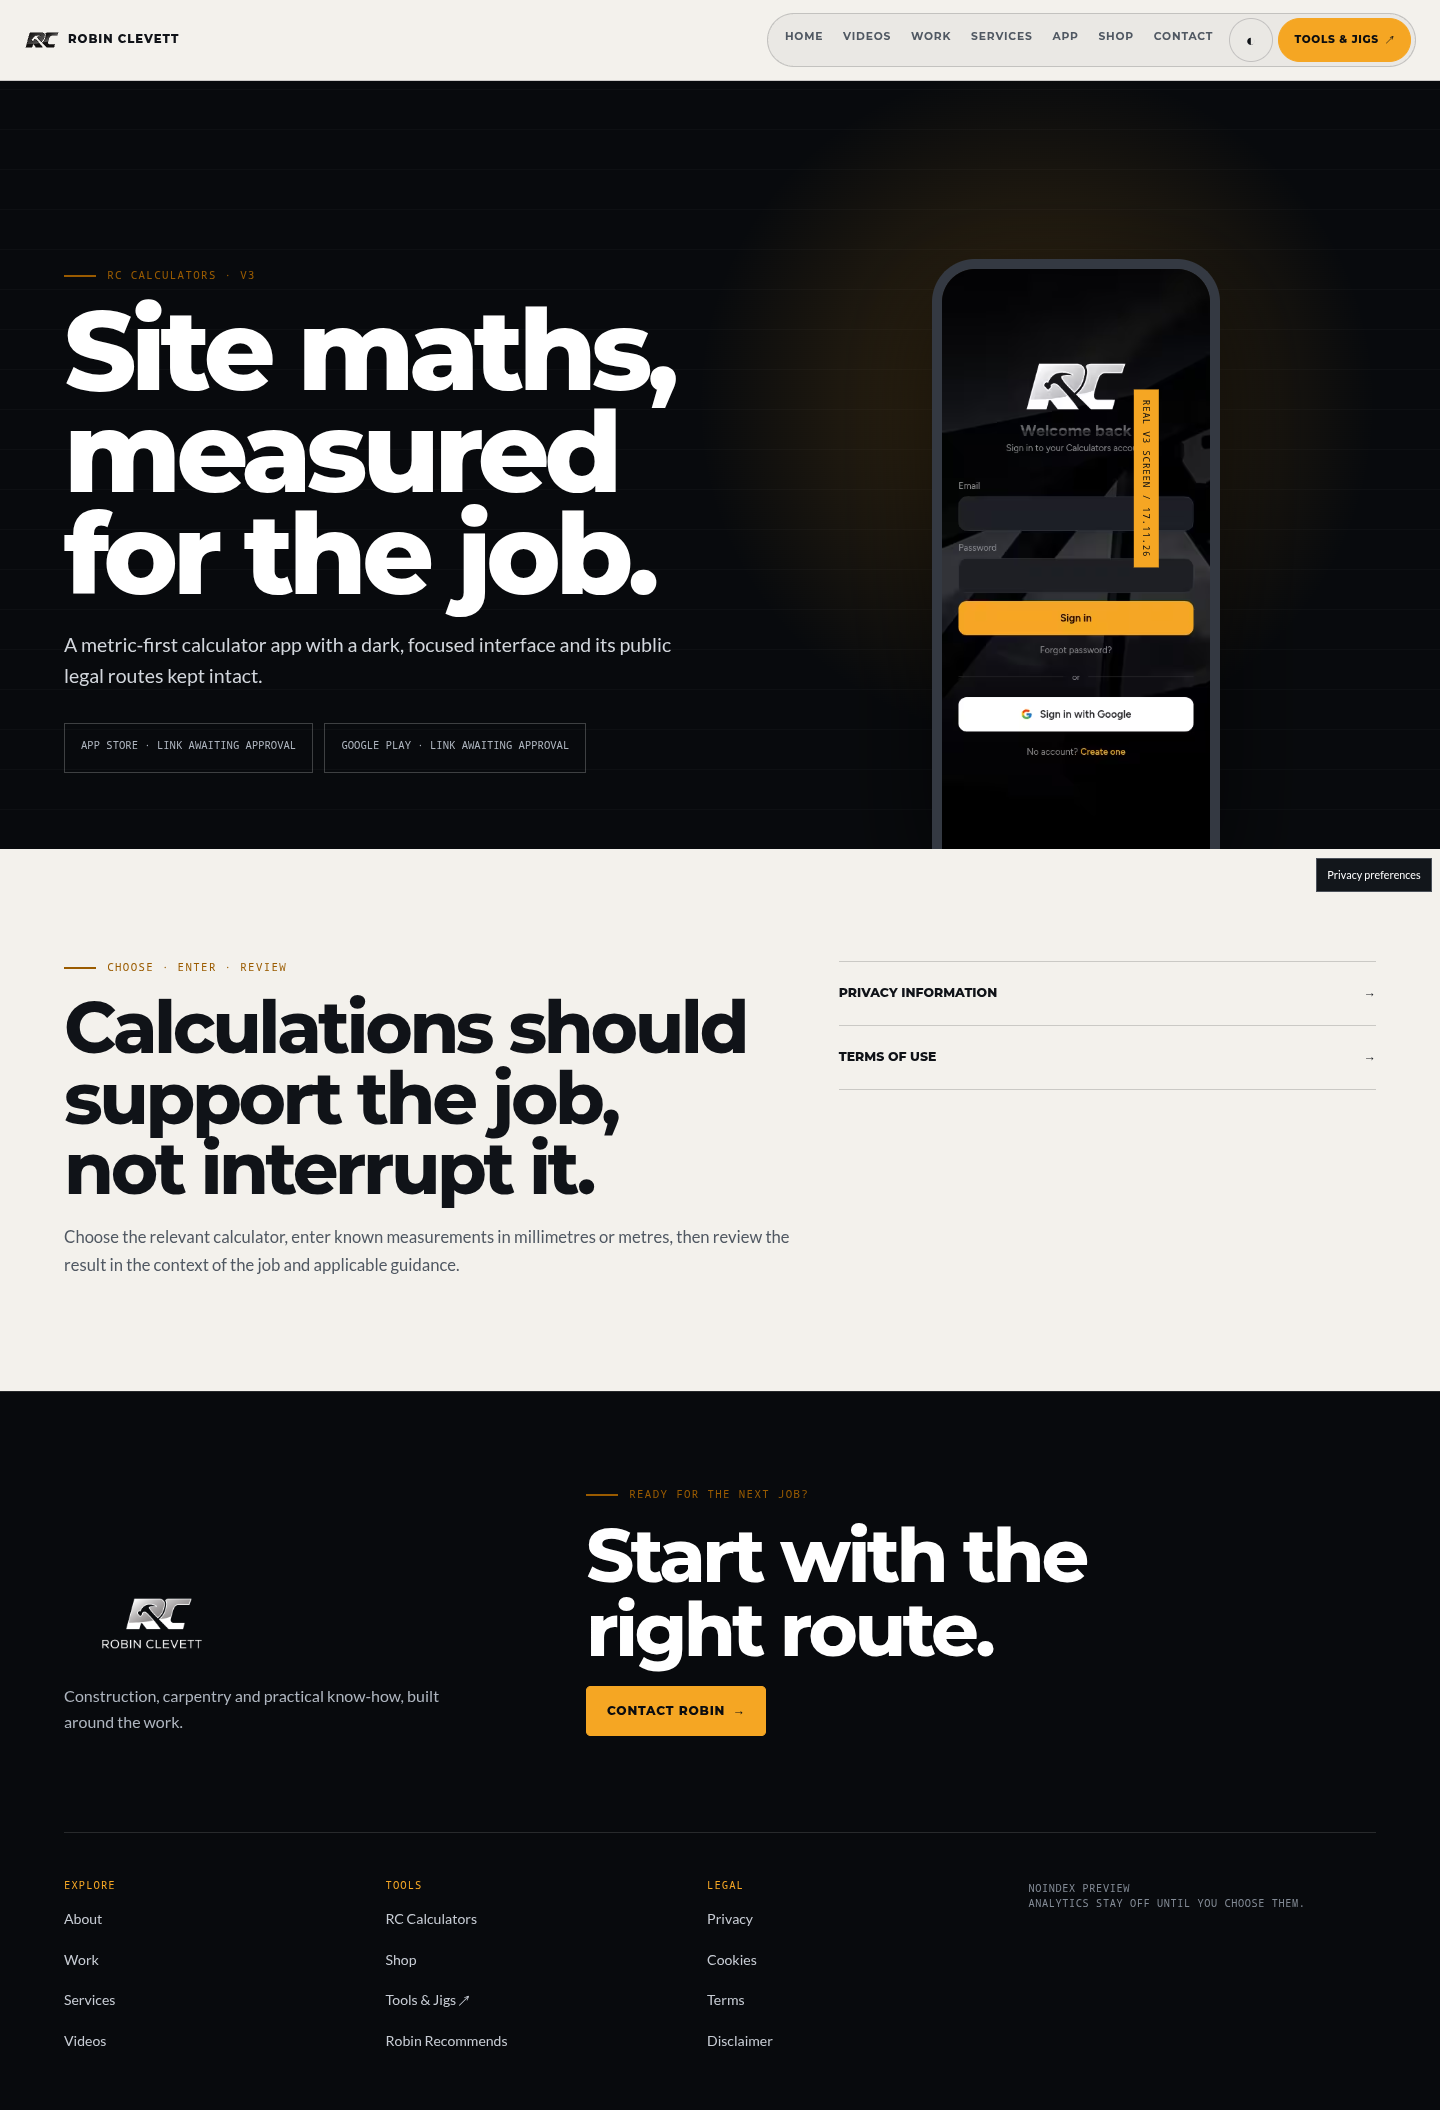 RC ROBIN CLEVETT
HOME VIDEOS WORK SERVICES APP SHOP CONTACT TOOLS & JIGS ↗
RC CALCULATORS · V3
Site maths,
measured
for the job.
A metric-first calculator app with a dark, focused interface and its public
legal routes kept intact.
APP STORE · LINK AWAITING APPROVAL
GOOGLE PLAY · LINK AWAITING APPROVAL
RC
Welcome back
Sign in to your Calculators
REAL V3 SCREEN / 17.11.26
Email
Password
Sign in
Forgot password?
or
Sign in with Google
No account? Create one
Privacy preferences
CHOOSE · ENTER · REVIEW
Calculations should
support the job,
not interrupt it.
Choose the relevant calculator, enter known measurements in millimetres or metres, then review the
result in the context of the job and applicable guidance.
PRIVACY INFORMATION →
TERMS OF USE →
RC
ROBIN CLEVETT
Construction, carpentry and practical know-how, built
around the work.
READY FOR THE NEXT JOB?
Start with the
right route.
CONTACT ROBIN →
EXPLORE
About
Work
Services
Videos
TOOLS
RC Calculators
Shop
Tools & Jigs ↗
Robin Recommends
LEGAL
Privacy
Cookies
Terms
Disclaimer
NOINDEX PREVIEW
ANALYTICS STAY OFF UNTIL YOU CHOOSE THEM.